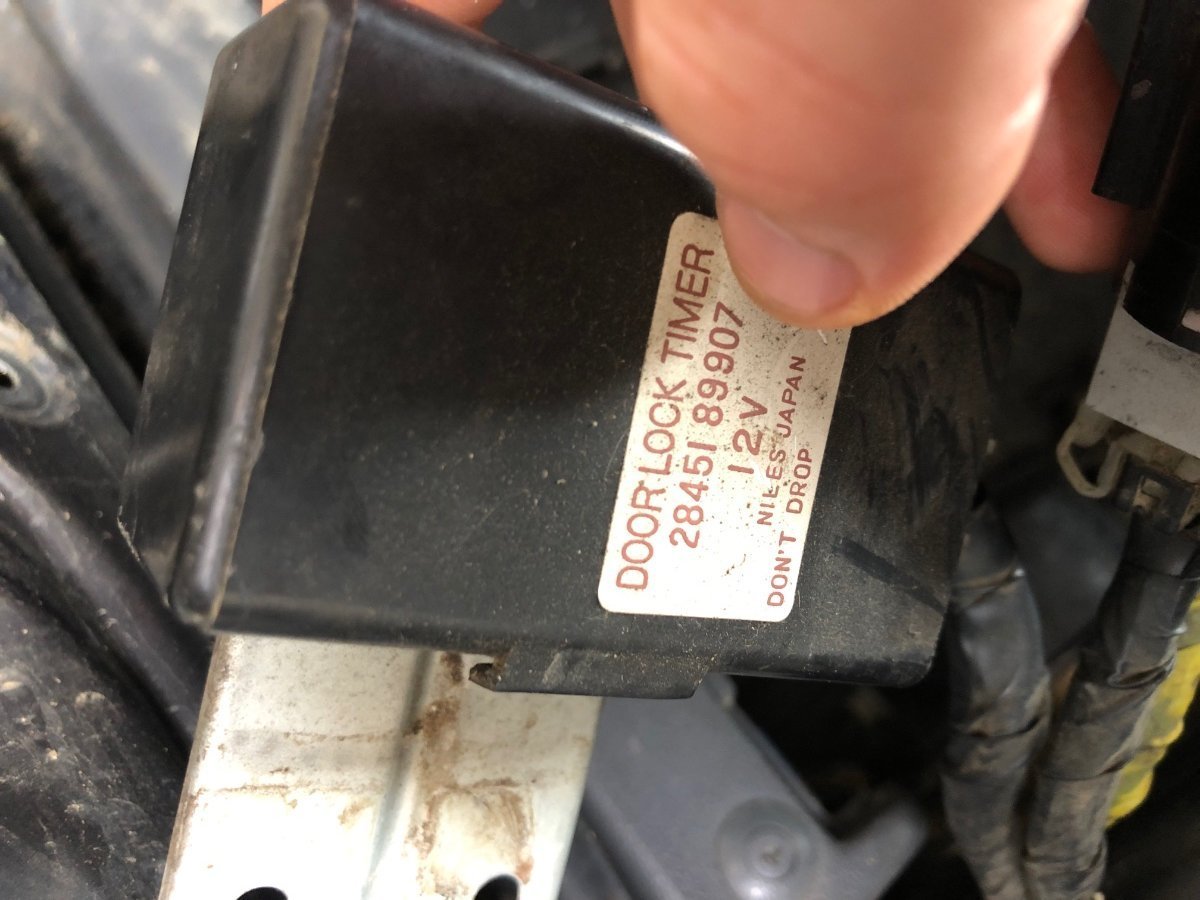 DOOR LOCK TIMER
28451 89907
12V
NILES JAPAN
DON'T DROP